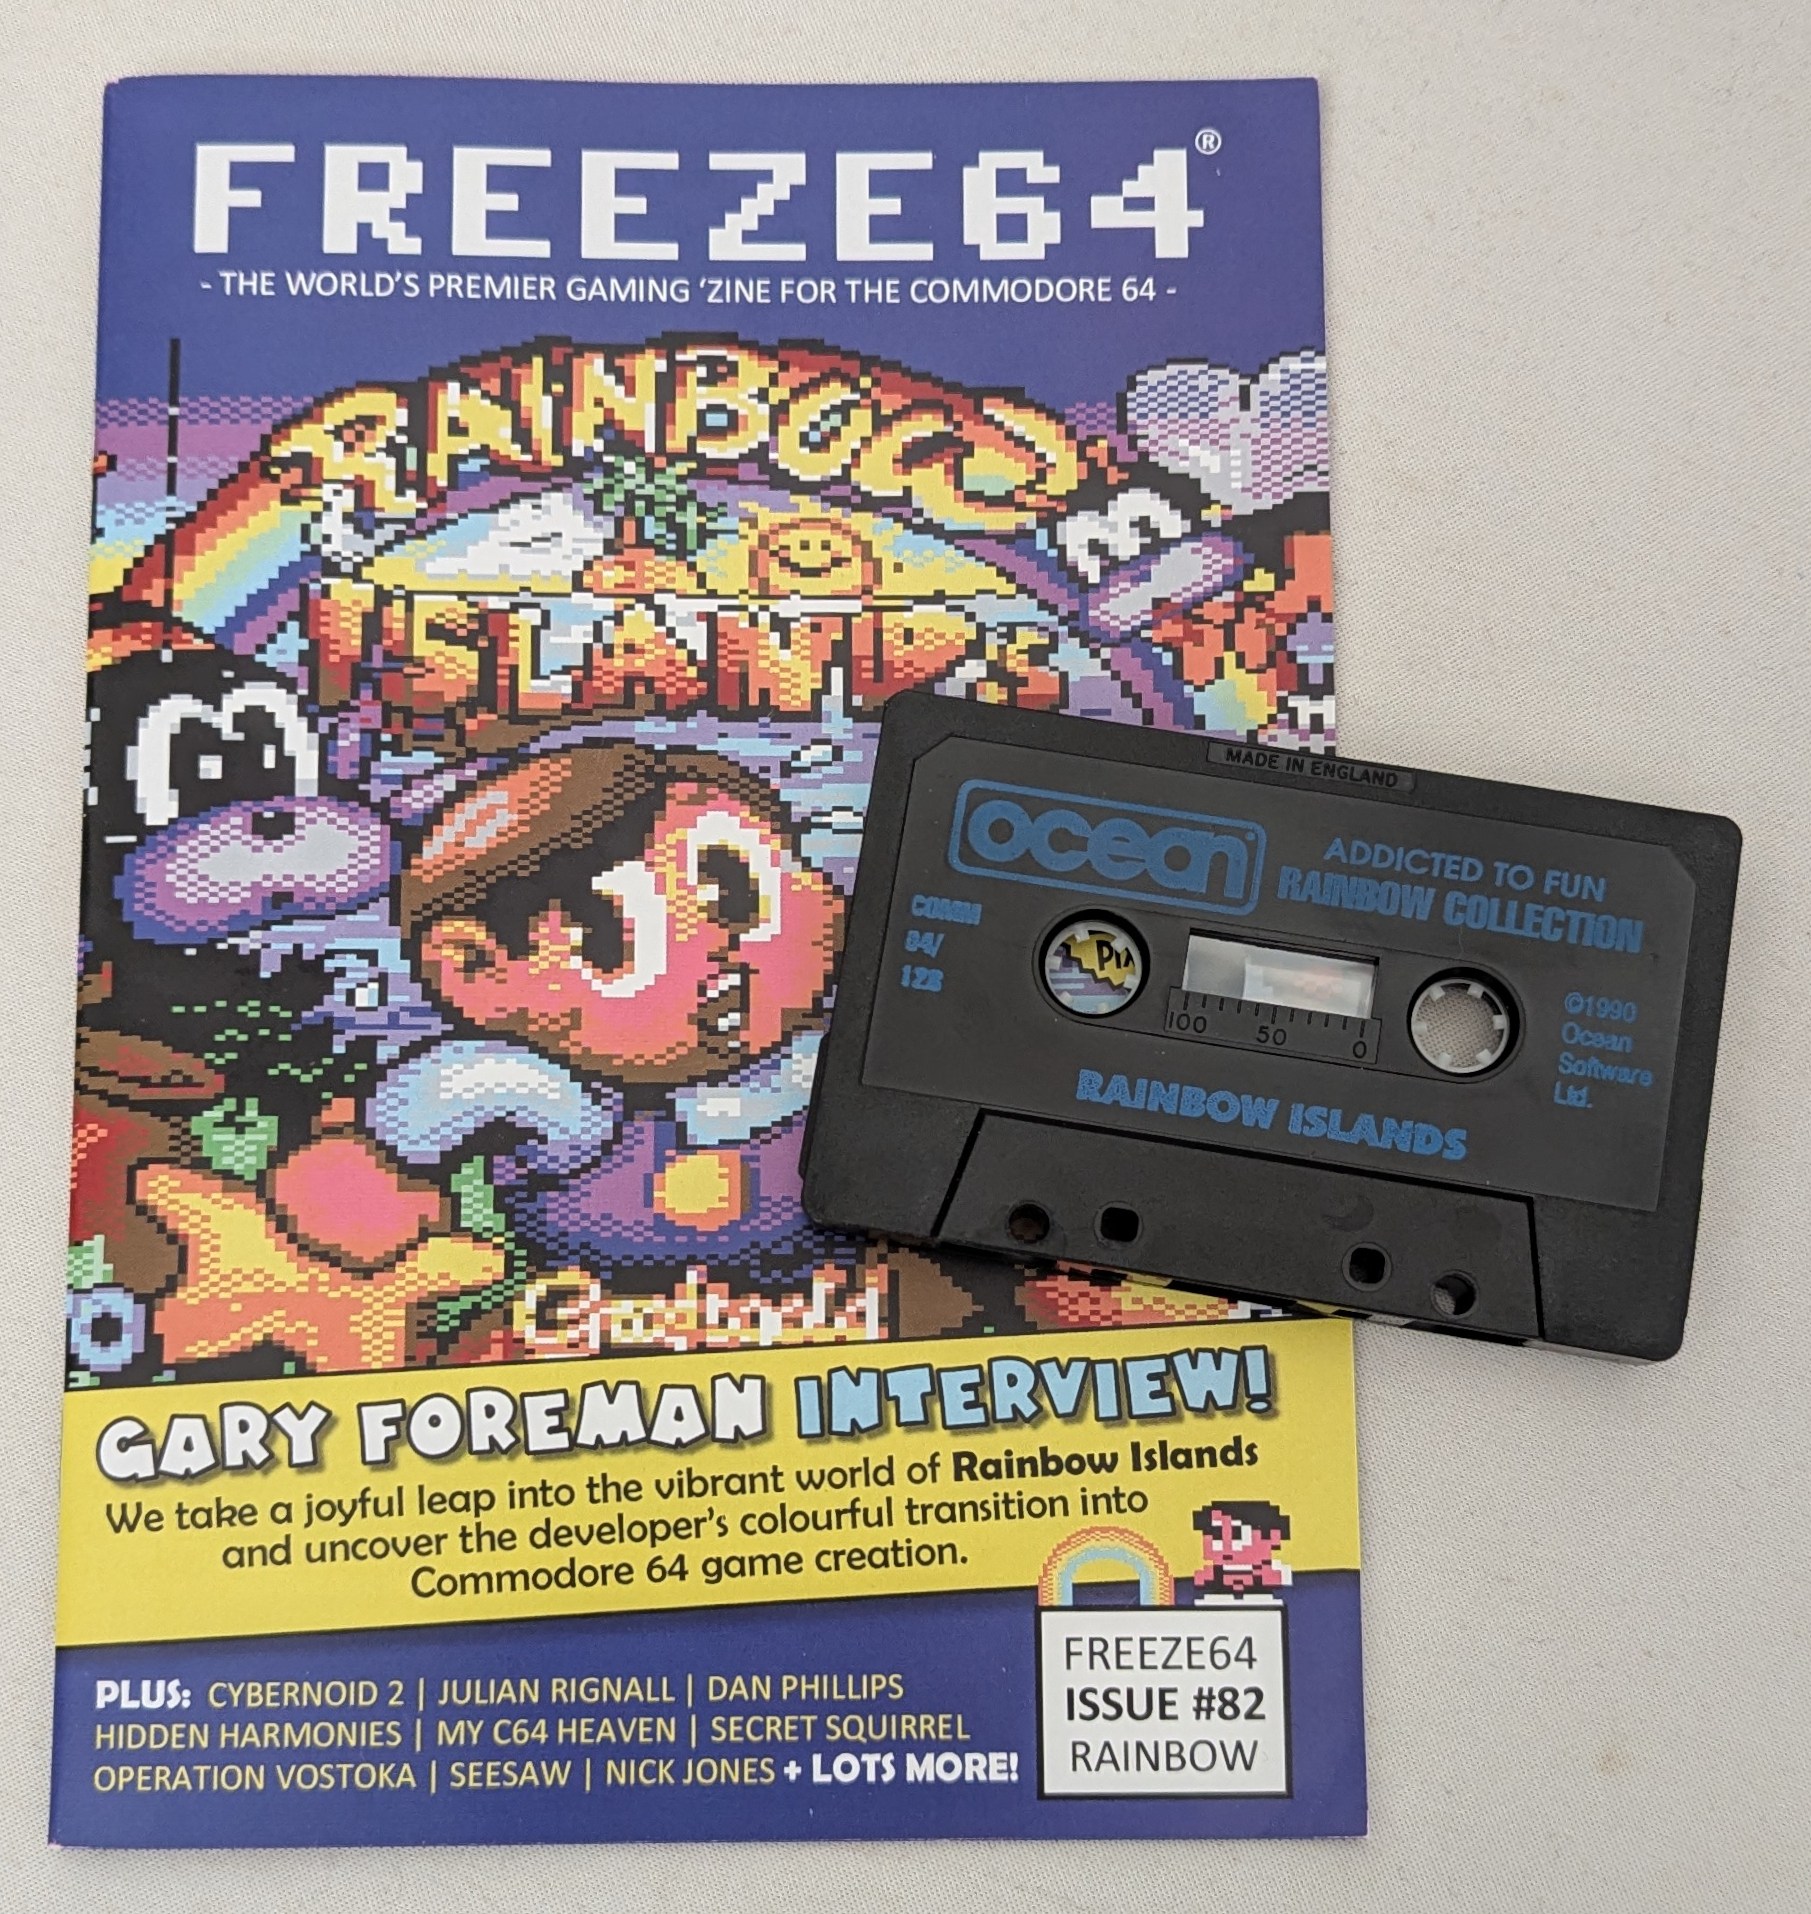 FREEZE64®
- THE WORLD'S PREMIER GAMING 'ZINE FOR THE COMMODORE 64 -
RAINBOW
ISLANDS
MADE IN ENGLAND
ocean
ADDICTED TO FUN
RAINBOW COLLECTION
COMM
64/
128
100 50 0
©1990
Ocean
Software
Ltd.
RAINBOW ISLANDS
GARY FOREMAN INTERVIEW!
We take a joyful leap into the vibrant world of Rainbow Islands
and uncover the developer's colourful transition into
Commodore 64 game creation.
PLUS: CYBERNOID 2 | JULIAN RIGNALL | DAN PHILLIPS
HIDDEN HARMONIES | MY C64 HEAVEN | SECRET SQUIRREL
OPERATION VOSTOKA | SEESAW | NICK JONES + LOTS MORE!
FREEZE64
ISSUE #82
RAINBOW